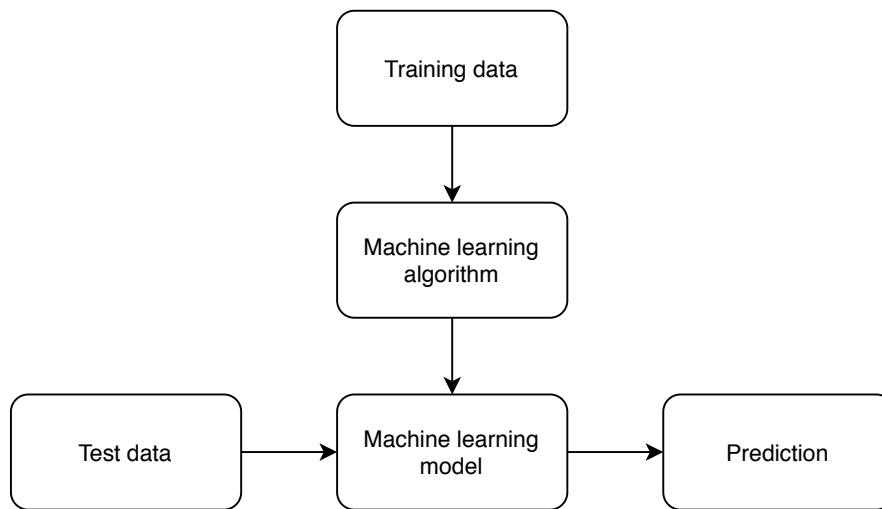 Training data
Machine learning
algorithm
Test data
Machine learning
model
Prediction